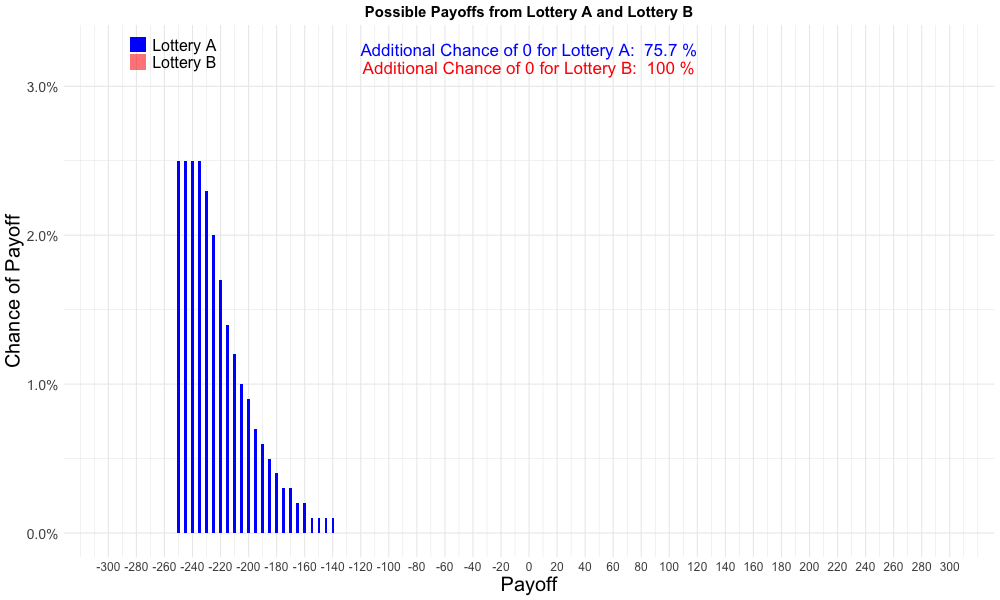 Possible Payoffs from Lottery A and Lottery B
Lottery A
Lottery B
Additional Chance of 0 for Lottery A: 75.7 %
Additional Chance of 0 for Lottery B: 100 %
Chance of Payoff
3.0%
2.0%
1.0%
0.0%
-300 -280 -260 -240 -220 -200 -180 -160 -140 -120 -100 -80 -60 -40 -20 0 20 40 60 80 100 120 140 160 180 200 220 240 260 280 300
Payoff